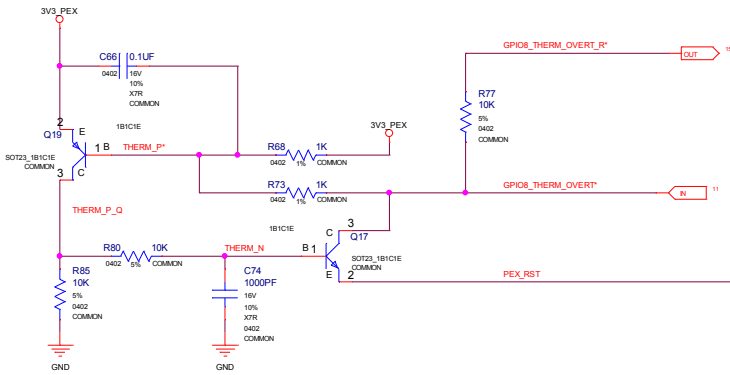 3V3_PEX
GPIO8_THERM_OVERT_R*
OUT
C66
0.1UF
0402
16V
10%
X7R
COMMON
R77
10K
5%
0402
COMMON
2
E
Q19
1B1C1E
1
B
THERM_P*
SOT23_1B1C1E
COMMON
3
C
3V3_PEX
R68
1K
0402
1%
COMMON
R73
1K
0402
1%
COMMON
GPIO8_THERM_OVERT*
IN
11
THERM_P_Q
1B1C1E
C
3
Q17
R80
10K
0402
5%
COMMON
THERM_N
B
1
SOT23_1B1C1E
COMMON
E
2
PEX_RST
R85
10K
5%
0402
COMMON
C74
1000PF
16V
10%
X7R
0402
COMMON
GND
GND